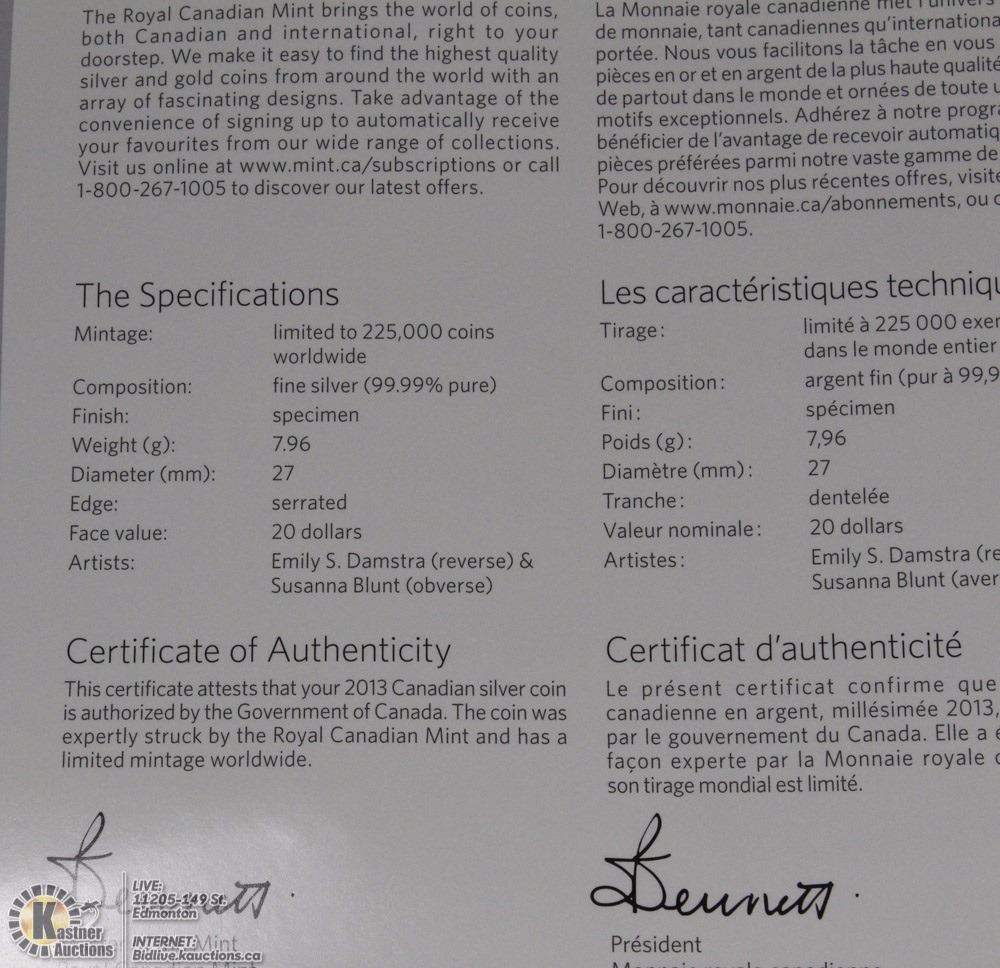 The Royal Canadian Mint brings the world of coins,
both Canadian and international, right to your
doorstep. We make it easy to find the highest quality
silver and gold coins from around the world with an
array of fascinating designs. Take advantage of the
convenience of signing up to automatically receive
your favourites from our wide range of collections.
Visit us online at www.mint.ca/subscriptions or call
1-800-267-1005 to discover our latest offers.
The Specifications
Mintage: limited to 225,000 coins
worldwide
Composition: fine silver (99.99% pure)
Finish: specimen
Weight (g): 7.96
Diameter (mm): 27
Edge: serrated
Face value: 20 dollars
Artists: Emily S. Damstra (reverse) &
Susanna Blunt (obverse)
Certificate of Authenticity
This certificate attests that your 2013 Canadian silver coin
is authorized by the Government of Canada. The coin was
expertly struck by the Royal Canadian Mint and has a
limited mintage worldwide.
La Monnaie royale canadienne met l'univers
de monnaie, tant canadiennes qu'internationa
portée. Nous vous facilitons la tâche en vous
pièces en or et en argent de la plus haute qualité
de partout dans le monde et ornées de toute u
motifs exceptionnels. Adhérez à notre progra
bénéficier de l'avantage de recevoir automatiq
pièces préférées parmi notre vaste gamme de
Pour découvrir nos plus récentes offres, visite
Web, à www.monnaie.ca/abonnements, ou c
1-800-267-1005.
Les caractéristiques techniqu
Tirage : limité à 225 000 exer
dans le monde entier
Composition : argent fin (pur à 99,9
Fini : spécimen
Poids (g) : 7,96
Diamètre (mm) : 27
Tranche : dentelée
Valeur nominale : 20 dollars
Artistes : Emily S. Damstra (re
Susanna Blunt (aver
Certificat d'authenticité
Le présent certificat confirme que
canadienne en argent, millésimée 2013,
par le gouvernement du Canada. Elle a é
façon experte par la Monnaie royale c
son tirage mondial est limité.
Bennett
Bennett
Président
Monnaie royale canadienne
Mint
Royal Canadian Mint
Kastner
Auctions
LIVE:
11205-149 St.
Edmonton
INTERNET:
Bidlive.kauctions.ca